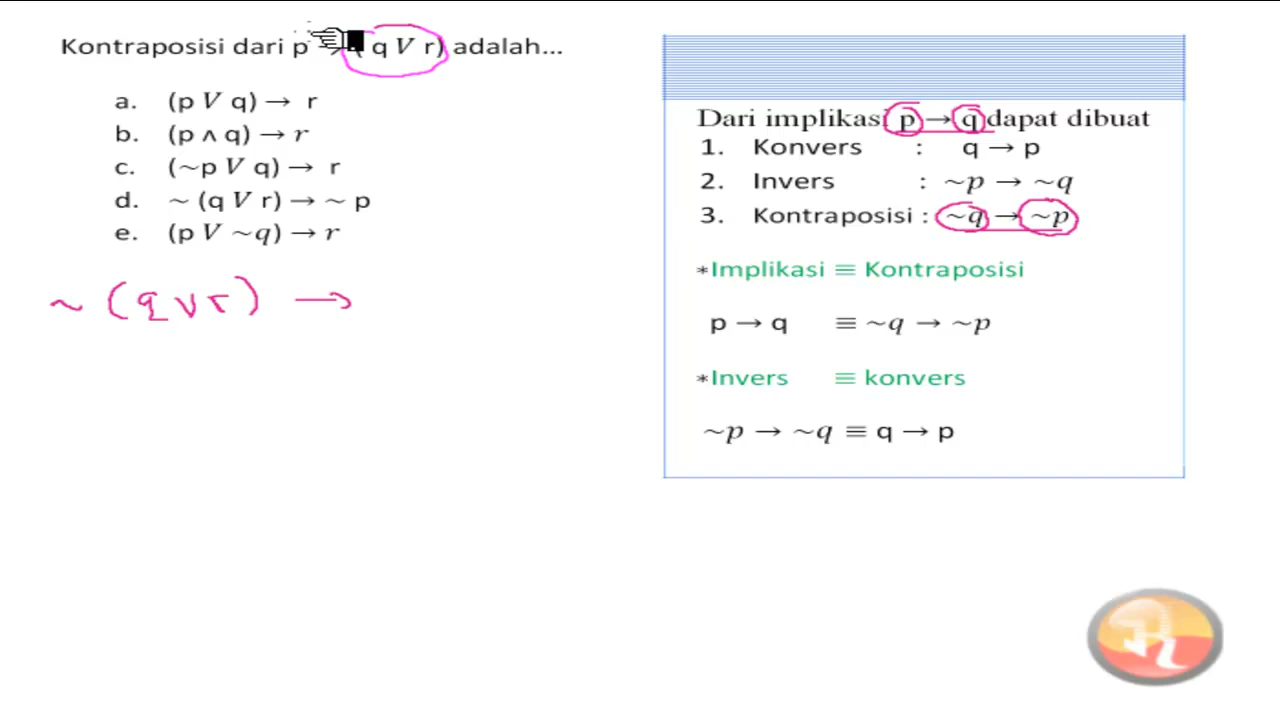 Kontraposisi dari p → ( q V r) adalah...
a. (p V q) → r
b. (p ∧ q) → r
c. (~p V q) → r
d. ~ (q V r) → ~ p
e. (p V ~q) → r
~ (q v r) →
Dari implikasi p → q dapat dibuat
1. Konvers : q → p
2. Invers : ~p → ~q
3. Kontraposisi : ~q → ~p
*Implikasi ≡ Kontraposisi
p → q ≡ ~q → ~p
*Invers ≡ konvers
~p → ~q ≡ q → p